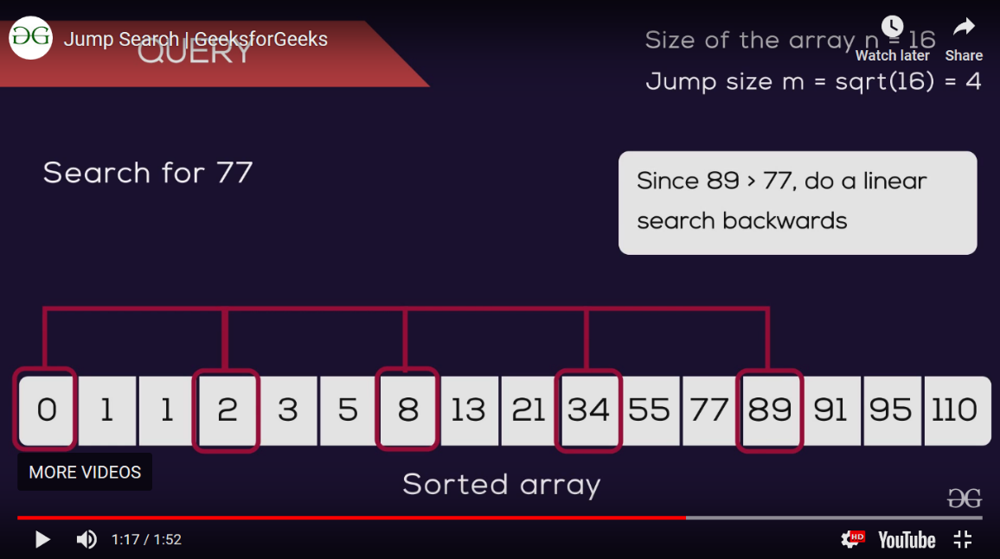 Jump Search | GeeksforGeeks
QUERY
Size of the array n = 16
Watch later
Share
Jump size m = sqrt(16) = 4
Search for 77
Since 89 > 77, do a linear
search backwards
0 1 1 2 3 5 8 13 21 34 55 77 89 91 95 110
MORE VIDEOS
Sorted array
1:17 / 1:52
HD
YouTube